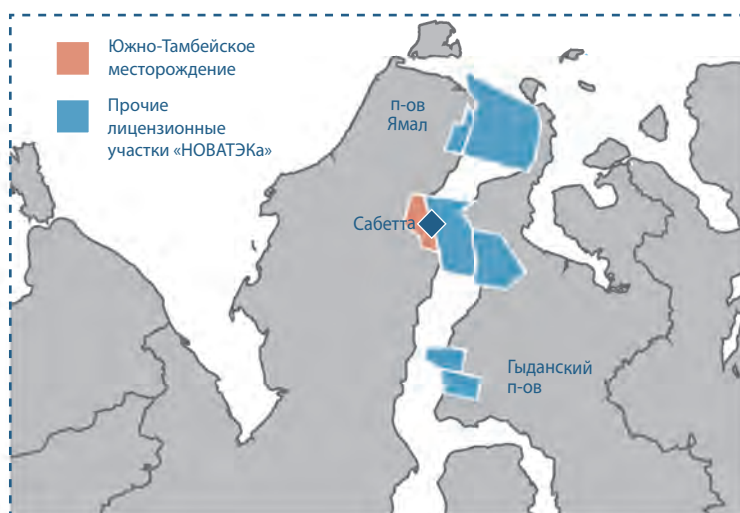 Южно-Тамбейское
месторождение
Прочие
лицензионные
участки «НОВАТЭКа»
п-ов
Ямал
Сабетта
Гыданский
п-ов